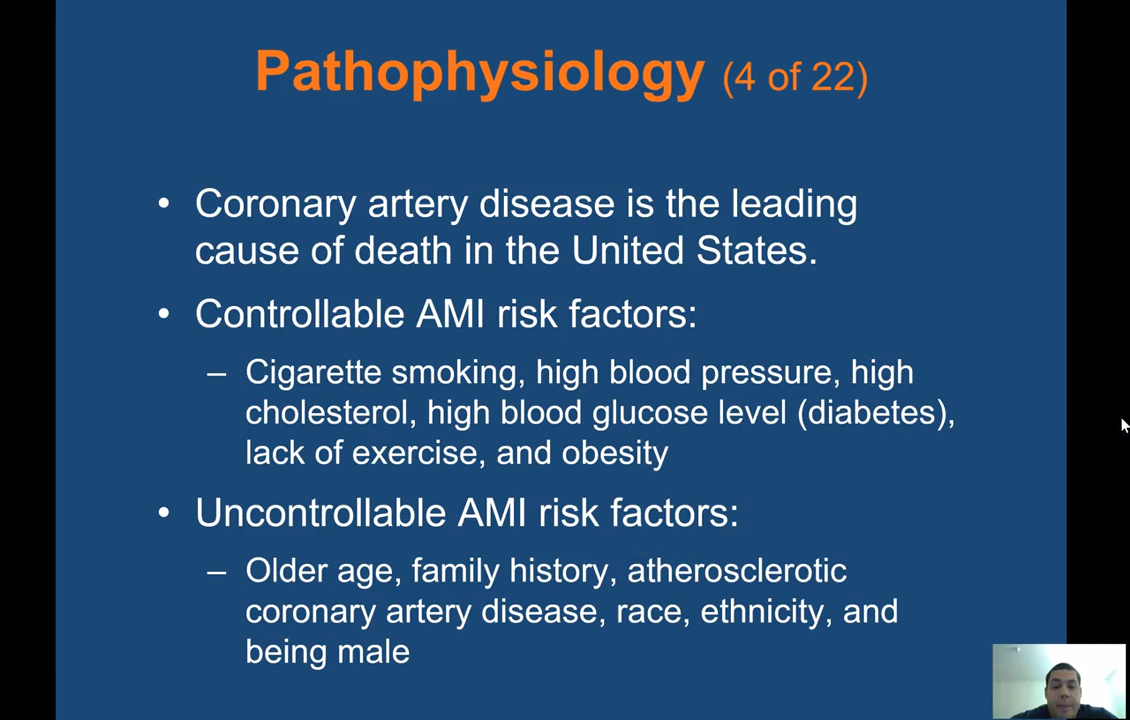 Pathophysiology (4 of 22)
• Coronary artery disease is the leading
cause of death in the United States.
• Controllable AMI risk factors:
– Cigarette smoking, high blood pressure, high
cholesterol, high blood glucose level (diabetes),
lack of exercise, and obesity
• Uncontrollable AMI risk factors:
– Older age, family history, atherosclerotic
coronary artery disease, race, ethnicity, and
being male